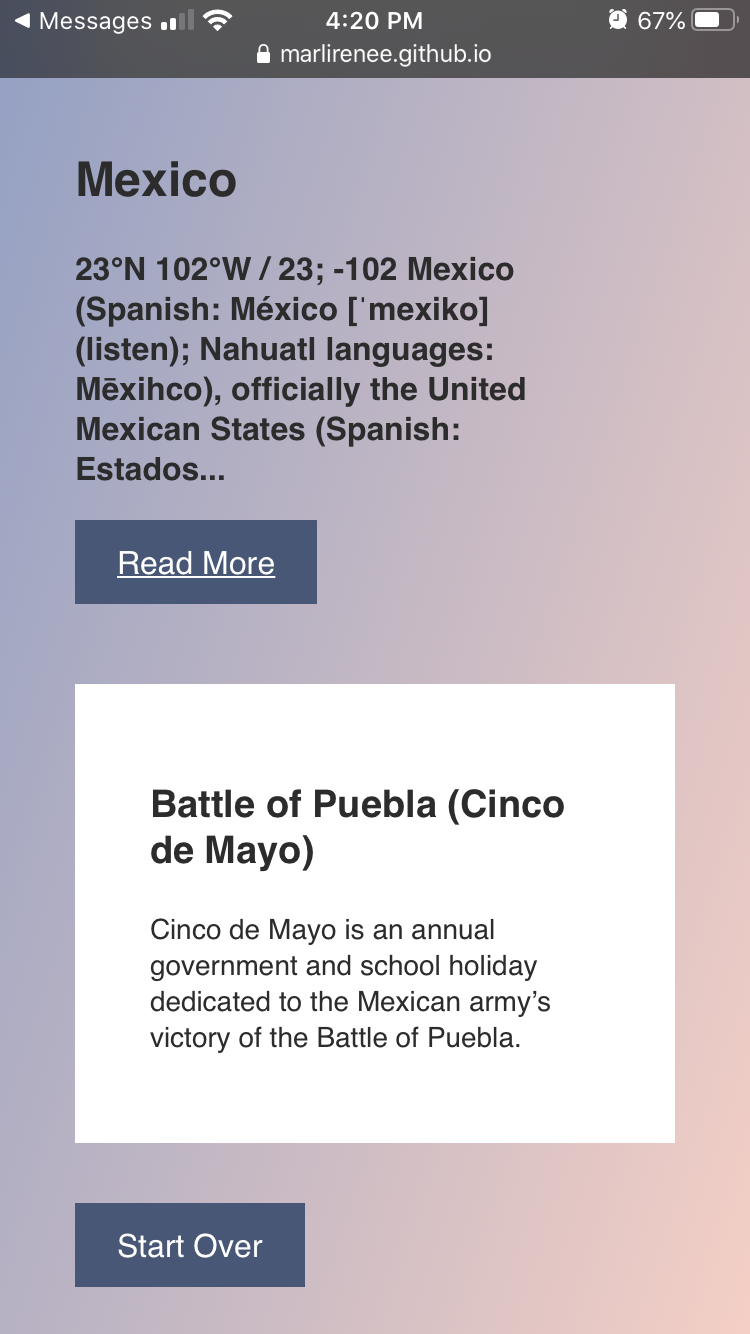 Messages 4:20 PM 67%
marlirenee.github.io
Mexico
23°N 102°W / 23; -102 Mexico
(Spanish: México [ˈmexiko]
(listen); Nahuatl languages:
Mēxihco), officially the United
Mexican States (Spanish:
Estados...
Read More
Battle of Puebla (Cinco
de Mayo)
Cinco de Mayo is an annual
government and school holiday
dedicated to the Mexican army’s
victory of the Battle of Puebla.
Start Over